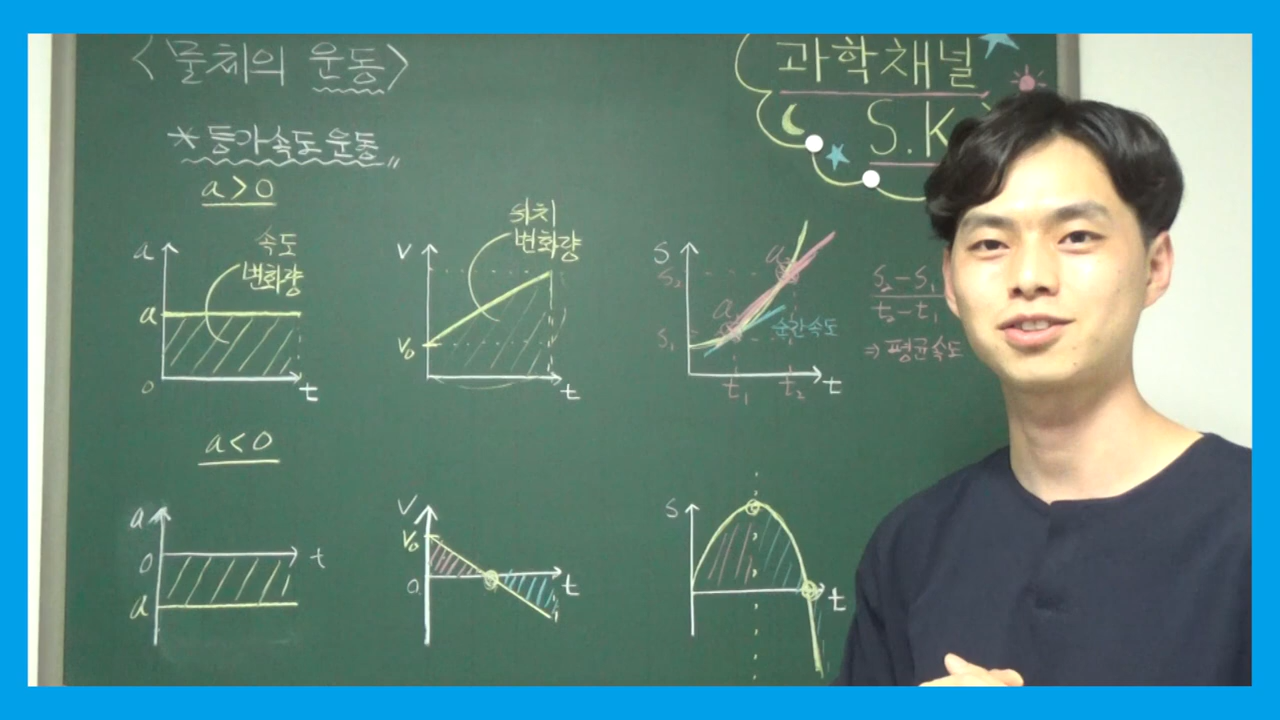 <물체의 운동>
과학채널
S.K
* 등가속도 운동
a > 0
a
속도
변화량
a
0
t
v
위치
변화량
v₀
t
s
s₂
s₁
a
a
순간속도
t₁
t₂
t
s₂-s₁
t₂-t₁
⇒ 평균속도
a < 0
a
0
t
a
v
v₀
0
t
s
t